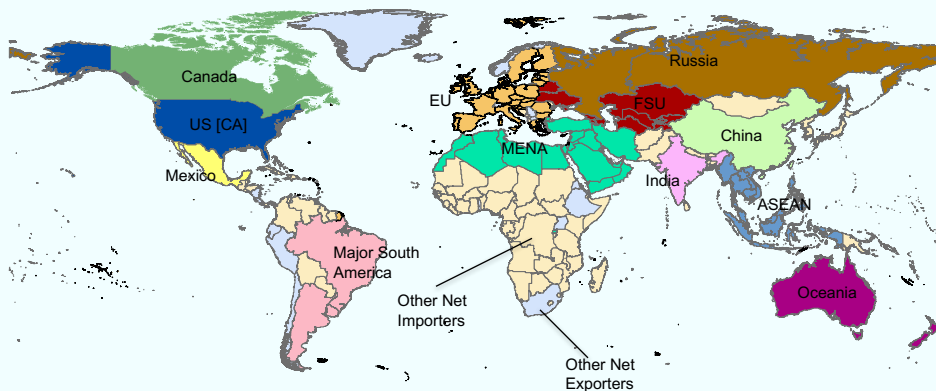 Russia
Canada
EU
FSU
US [CA]
China
MENA
Mexico
India
ASEAN
Major South
America
Oceania
Other Net
Importers
Other Net
Exporters